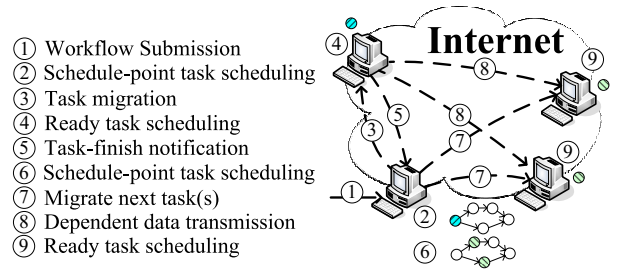 ① Workflow Submission
② Schedule-point task scheduling
③ Task migration
④ Ready task scheduling
⑤ Task-finish notification
⑥ Schedule-point task scheduling
⑦ Migrate next task(s)
⑧ Dependent data transmission
⑨ Ready task scheduling
Internet
④
⑨
⑧
⑤
⑧
③
⑦
⑨
⑦
①
②
⑥